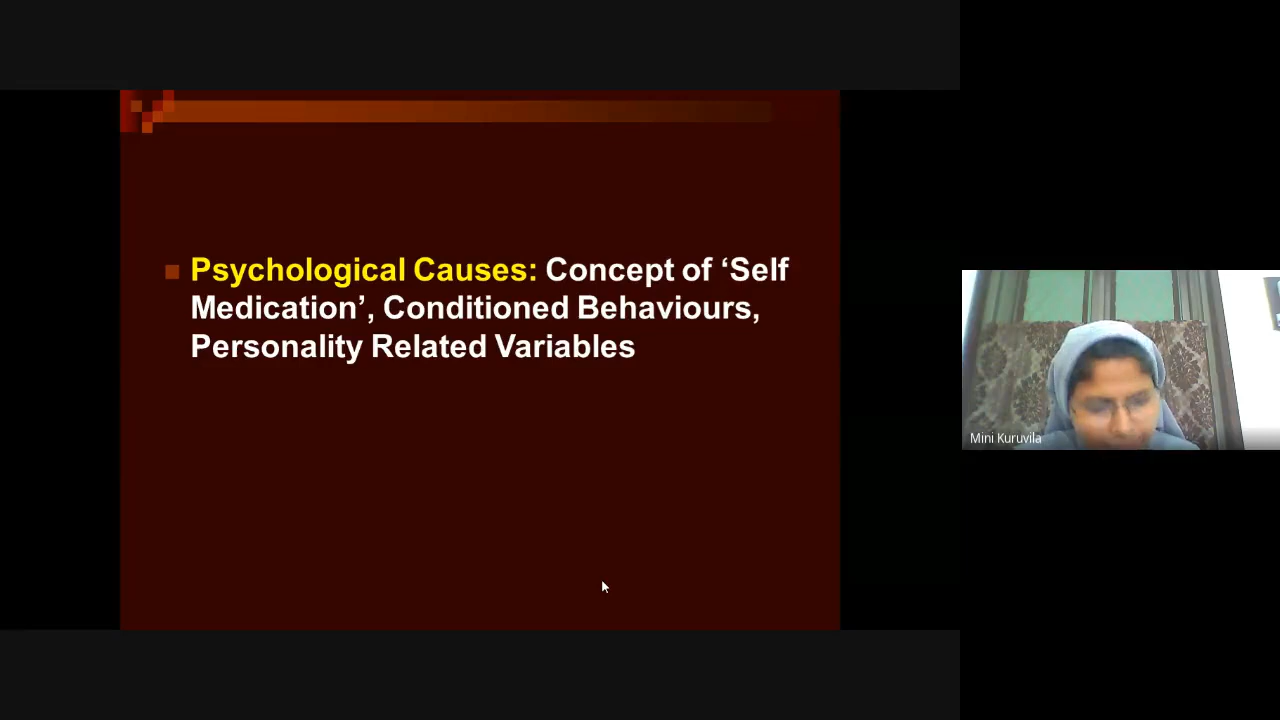 Psychological Causes: Concept of ‘Self
Medication’, Conditioned Behaviours,
Personality Related Variables
Mini Kuruvila